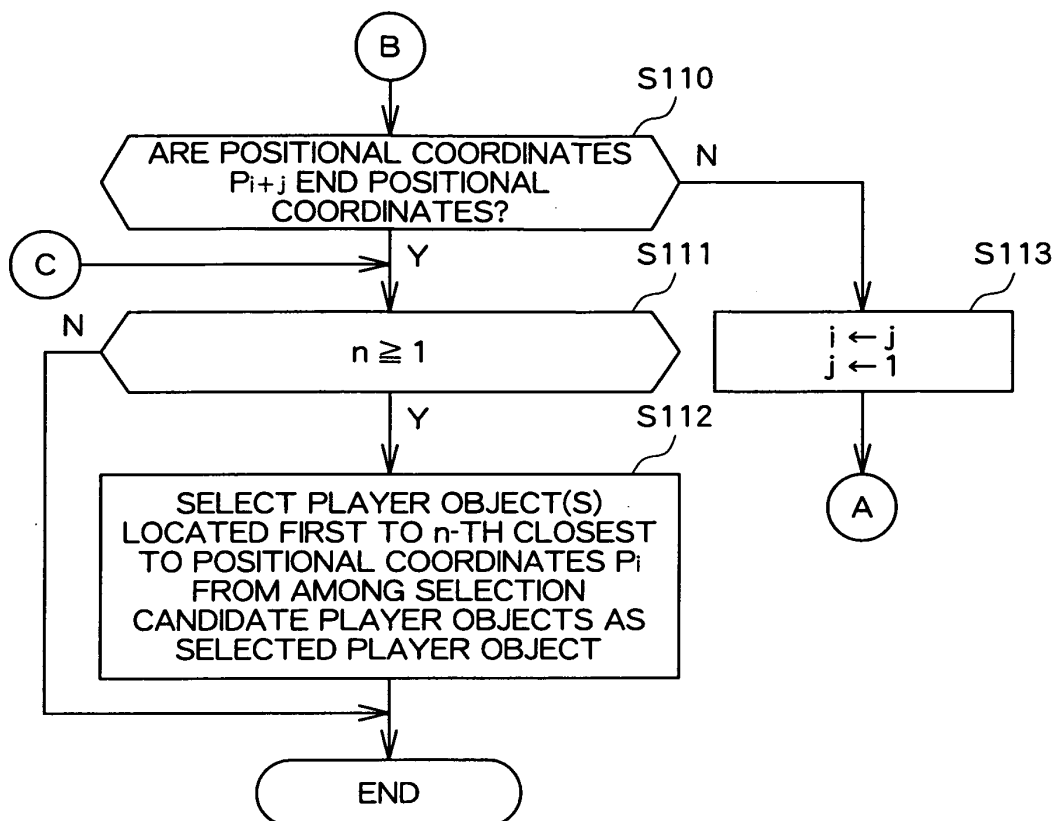 B
S110
ARE POSITIONAL COORDINATES
Pi+j END POSITIONAL
COORDINATES?
N
Y
C
S111
S113
N
n ≧ 1
i ← j
j ← 1
Y
S112
A
SELECT PLAYER OBJECT(S)
LOCATED FIRST TO n-TH CLOSEST
TO POSITIONAL COORDINATES Pi
FROM AMONG SELECTION
CANDIDATE PLAYER OBJECTS AS
SELECTED PLAYER OBJECT
END